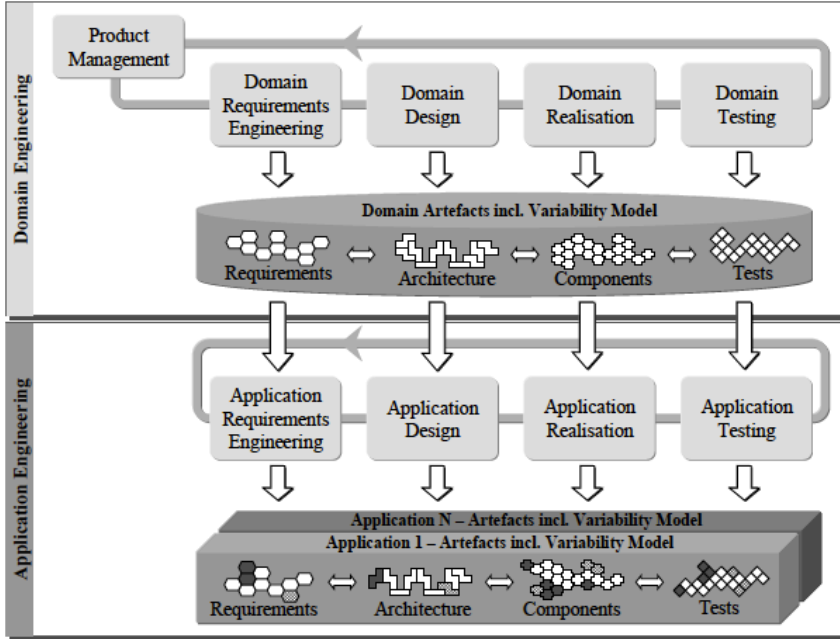 Domain Engineering
Product
Management
Domain
Requirements
Engineering
Domain
Design
Domain
Realisation
Domain
Testing
Domain Artefacts incl. Variability Model
Requirements
Architecture
Components
Tests
Application Engineering
Application
Requirements
Engineering
Application
Design
Application
Realisation
Application
Testing
Application N – Artefacts incl. Variability Model
Application 1 – Artefacts incl. Variability Model
Requirements
Architecture
Components
Tests